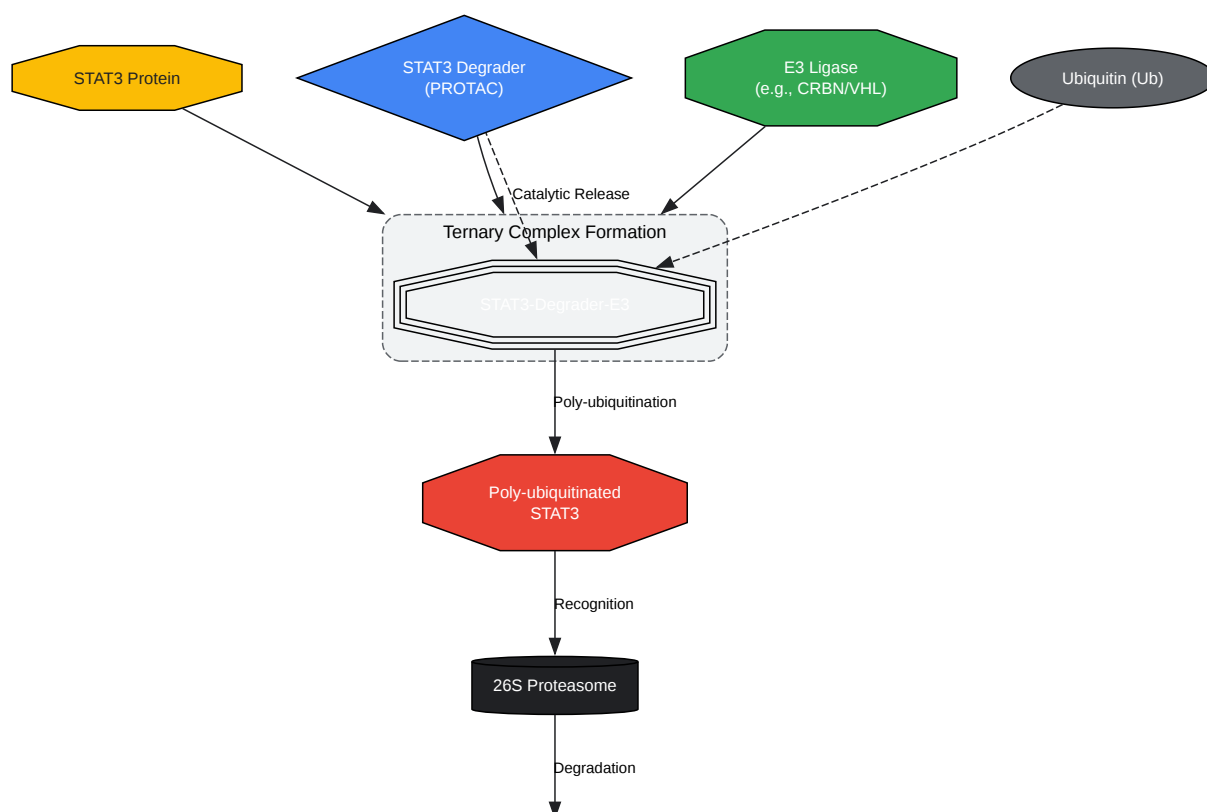 STAT3 Protein
STAT3 Degrader
(PROTAC)
E3 Ligase
(e.g., CRBN/VHL)
Ubiquitin (Ub)
Catalytic Release
Ternary Complex Formation
STAT3-Degrader-E3
Poly-ubiquitination
Poly-ubiquitinated
STAT3
Recognition
26S Proteasome
Degradation